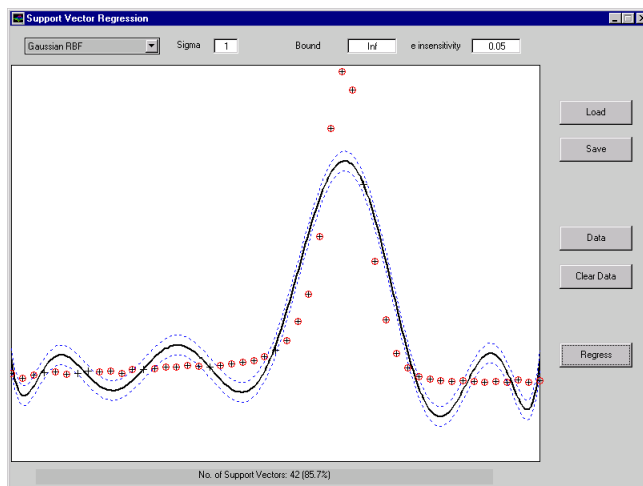 Support Vector Regression
Gaussian RBF
Sigma
1
Bound
Inf
e insensitivity
0.05
Load
Save
Data
Clear Data
Regress
No. of Support Vectors: 42 (85.7%)